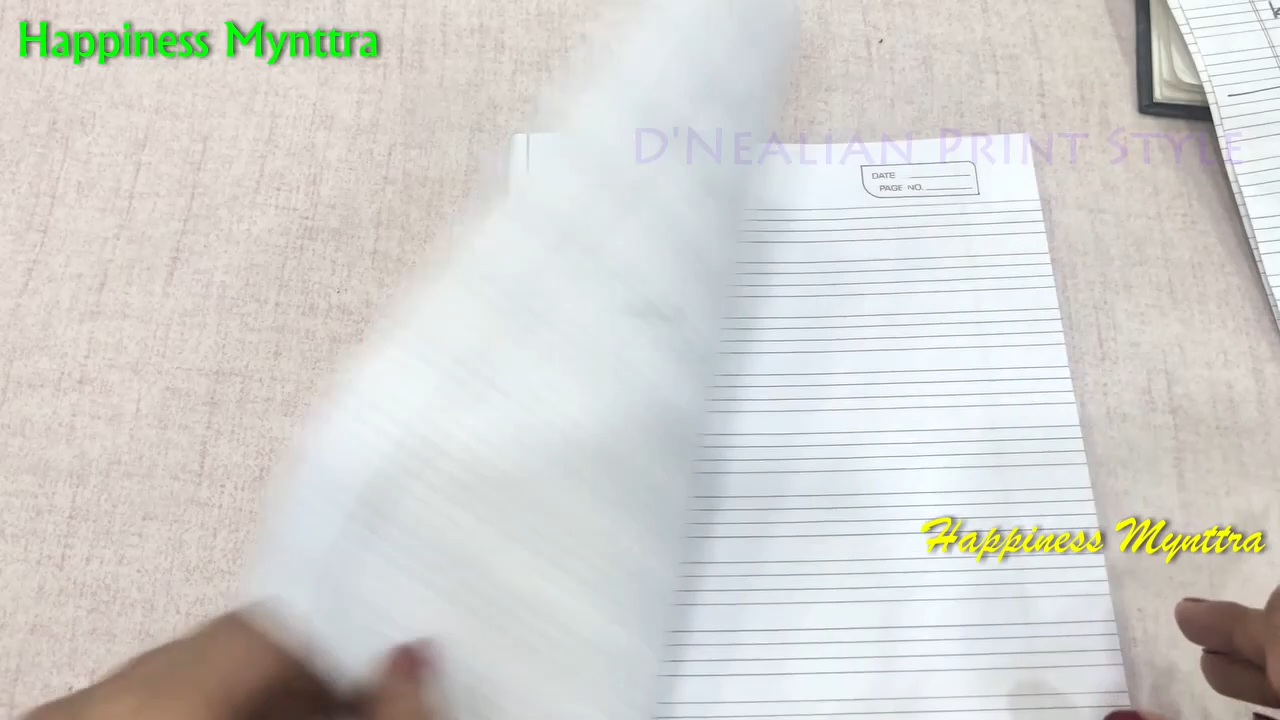 Happiness Mynttra
D'Nealian Print Style
DATE
PAGE NO.
Happiness Mynttra